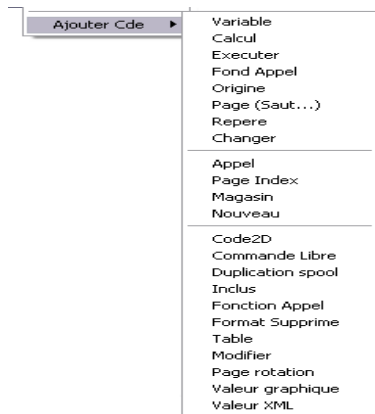 Ajouter Cde
Variable
Calcul
Executer
Fond Appel
Origine
Page (Saut...)
Repere
Changer
Appel
Page Index
Magasin
Nouveau
Code2D
Commande Libre
Duplication spool
Inclus
Fonction Appel
Format Supprime
Table
Modifier
Page rotation
Valeur graphique
Valeur XML